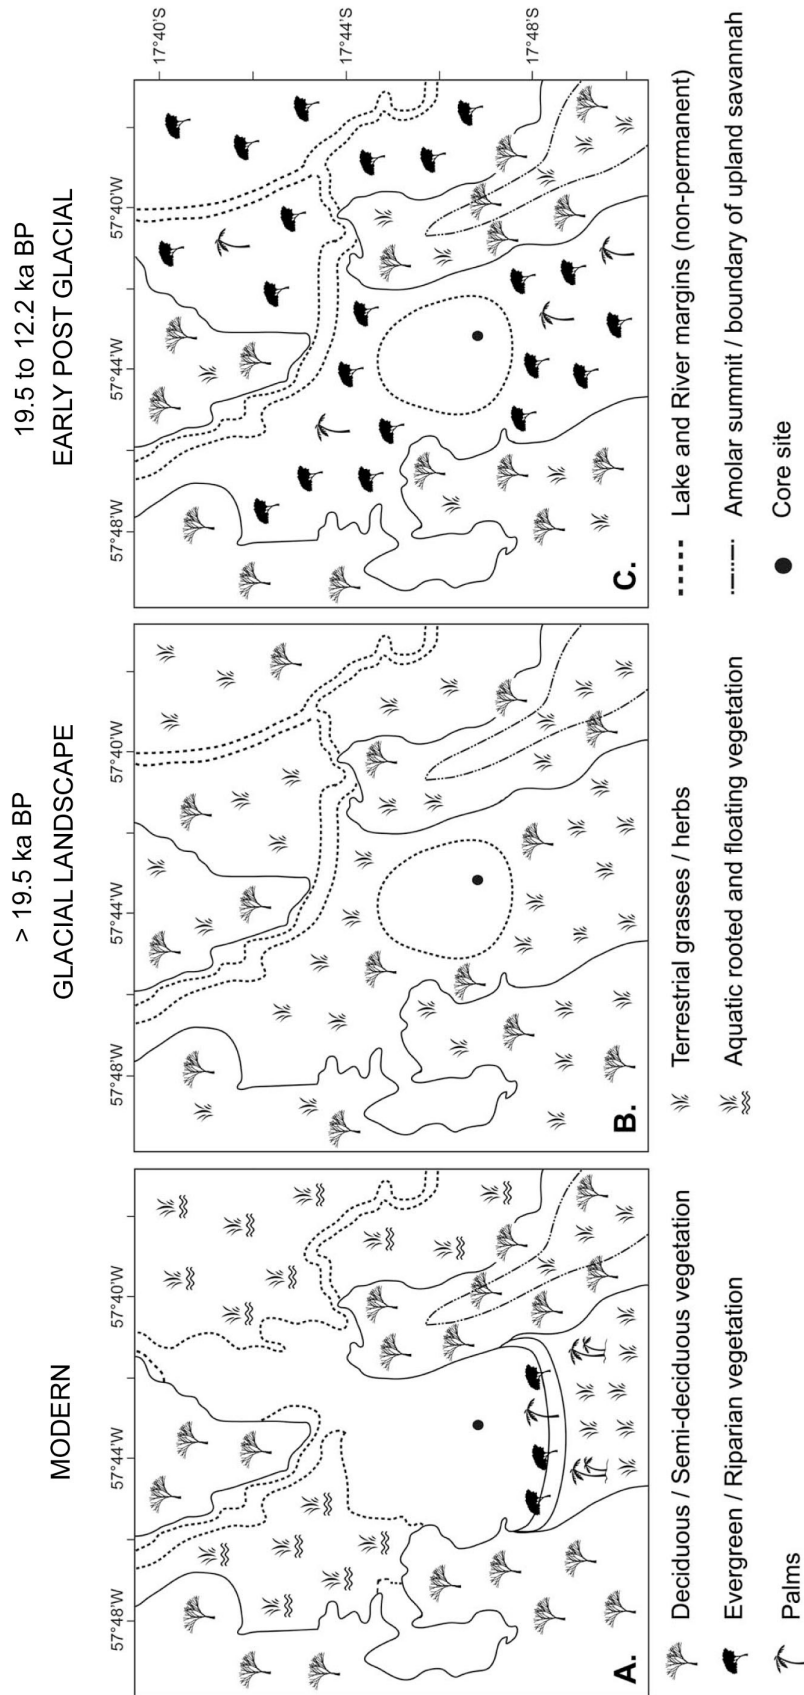 MODERN
> 19.5 ka BP
GLACIAL LANDSCAPE
19.5 to 12.2 ka BP
EARLY POST GLACIAL
57°48'W
57°44'W
57°40'W
57°48'W
57°44'W
57°40'W
57°48'W
57°44'W
57°40'W
17°40'S
17°44'S
17°48'S
A.
B.
C.
Deciduous / Semi-deciduous vegetation
Evergreen / Riparian vegetation
Palms
Terrestrial grasses / herbs
Aquatic rooted and floating vegetation
Lake and River margins (non-permanent)
Amolar summit / boundary of upland savannah
Core site